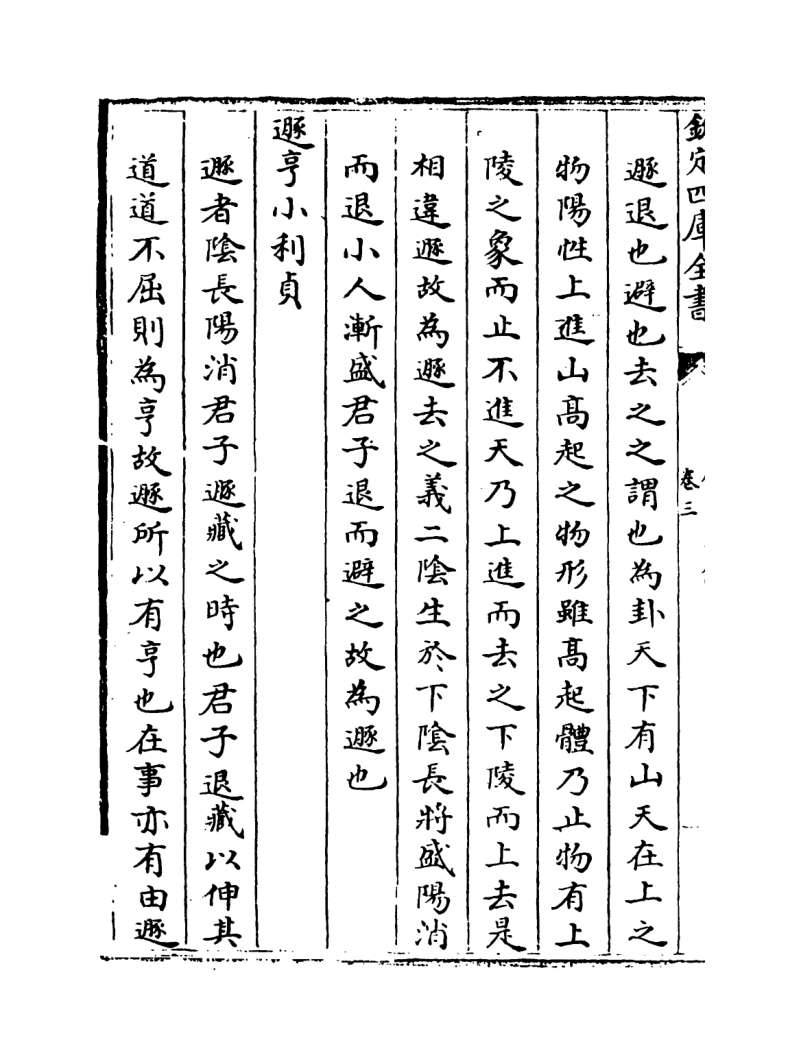 欽定四庫全書
卷三
遯退也避也去之之謂也為卦天下有山天在上之
物陽性上進山髙起之物形雖髙起體乃止物有上
陵之象而止不進天乃上進而去之下陵而上去是
相違遯故為遯去之義二陰生於下陰長將盛陽消
而退小人漸盛君子退而避之故為遯也
遯亨小利貞
遯者陰長陽消君子遯藏之時也君子退藏以伸其
道道不屈則為亨故遯所以有亨也在事亦有由遯